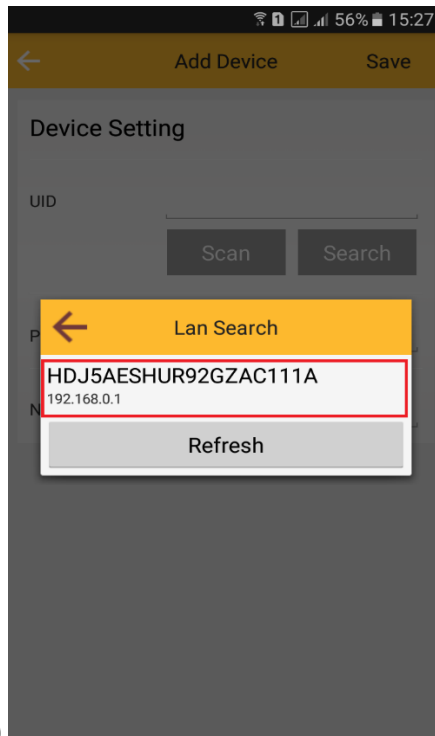 1 56% 15:27
Add Device Save
Device Setting
UID
Scan Search
P
Lan Search
HDJ5AESHUR92GZAC111A
192.168.0.1
N
Refresh